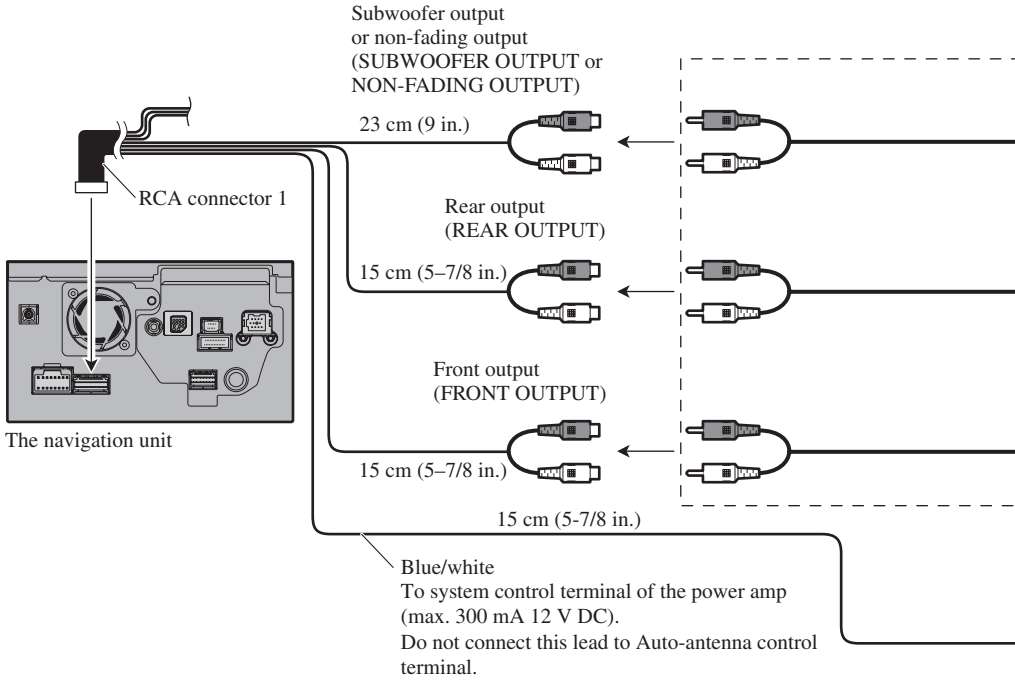 Subwoofer output
or non-fading output
(SUBWOOFER OUTPUT or
NON-FADING OUTPUT)
23 cm (9 in.)
RCA connector 1
Rear output
(REAR OUTPUT)
15 cm (5–7/8 in.)
Front output
(FRONT OUTPUT)
The navigation unit
15 cm (5–7/8 in.)
15 cm (5-7/8 in.)
Blue/white
To system control terminal of the power amp
(max. 300 mA 12 V DC).
Do not connect this lead to Auto-antenna control
terminal.